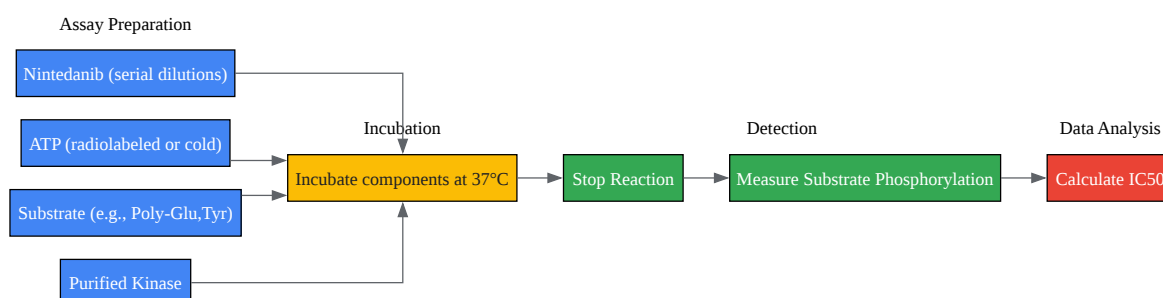 Assay Preparation
Nintedanib (serial dilutions)
ATP (radiolabeled or cold)
Substrate (e.g., Poly-Glu,Tyr)
Purified Kinase
Incubation
Incubate components at 37°C
Detection
Stop Reaction
Measure Substrate Phosphorylation
Data Analysis
Calculate IC50